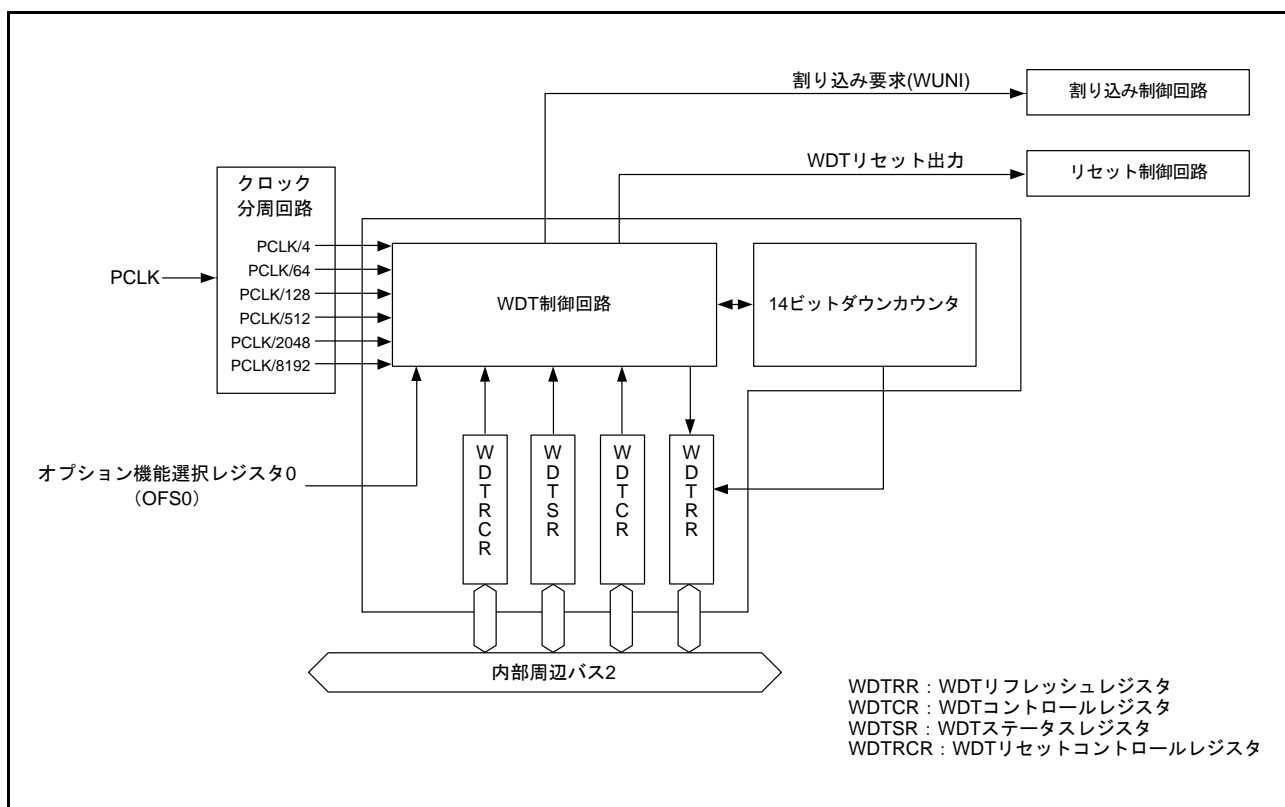 割り込み要求(WUNI)
割り込み制御回路
WDTリセット出力
リセット制御回路
クロック
分周回路
PCLK
PCLK/4
PCLK/64
PCLK/128
PCLK/512
PCLK/2048
PCLK/8192
WDT制御回路
14ビットダウンカウンタ
オプション機能選択レジスタ0
（OFS0）
WDTRCR
WDTSR
WDTCR
WDTRR
内部周辺バス2
WDTRR：WDTリフレッシュレジスタ
WDTCR：WDTコントロールレジスタ
WDTSR：WDTステータスレジスタ
WDTRCR：WDTリセットコントロールレジスタ